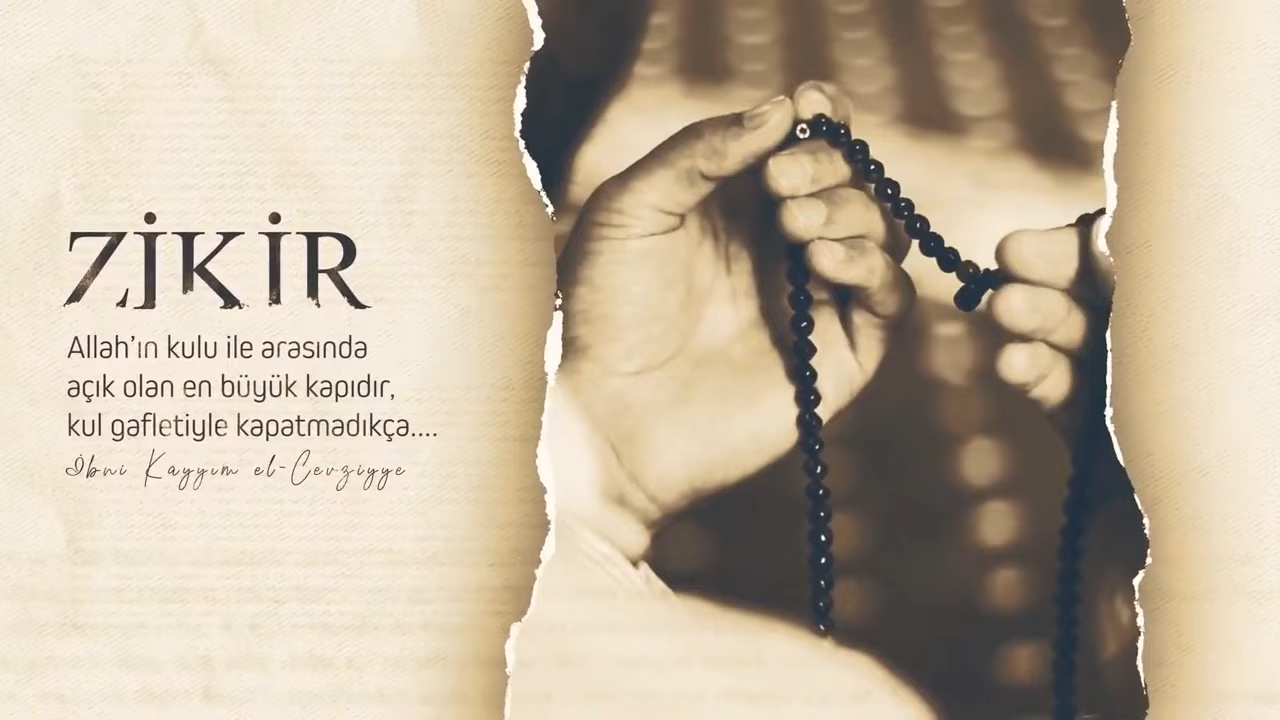 ZİKİR
Allah'ın kulu ile arasında
açık olan en büyük kapıdır,
kul gafletiyle kapatmadıkça....
İbni Kayyım el-Cevziyye